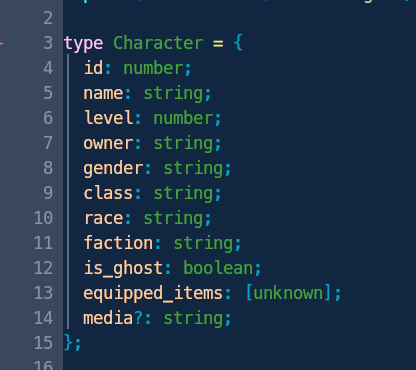 2
3 type Character = {
4 id: number;
5 name: string;
6 level: number;
7 owner: string;
8 gender: string;
9 class: string;
10 race: string;
11 faction: string;
12 is_ghost: boolean;
13 equipped_items: [unknown];
14 media?: string;
15 };
16